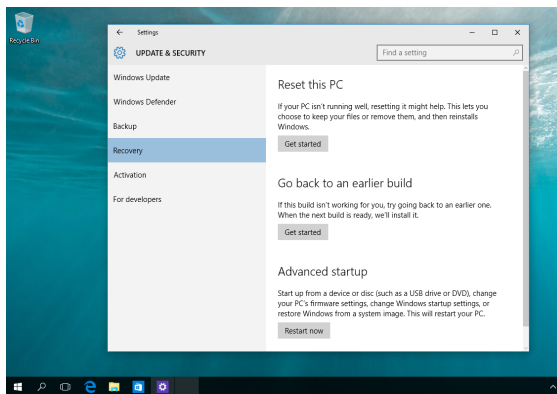 Recycle Bin
Settings
UPDATE & SECURITY
Find a setting
Windows Update
Windows Defender
Backup
Recovery
Activation
For developers
Reset this PC
If your PC isn't running well, resetting it might help. This lets you
choose to keep your files or remove them, and then reinstalls
Windows.
Get started
Go back to an earlier build
If this build isn't working for you, try going back to an earlier one.
When the next build is ready, we'll install it.
Get started
Advanced startup
Start up from a device or disc (such as a USB drive or DVD), change
your PC's firmware settings, change Windows startup settings, or
restore Windows from a system image. This will restart your PC.
Restart now